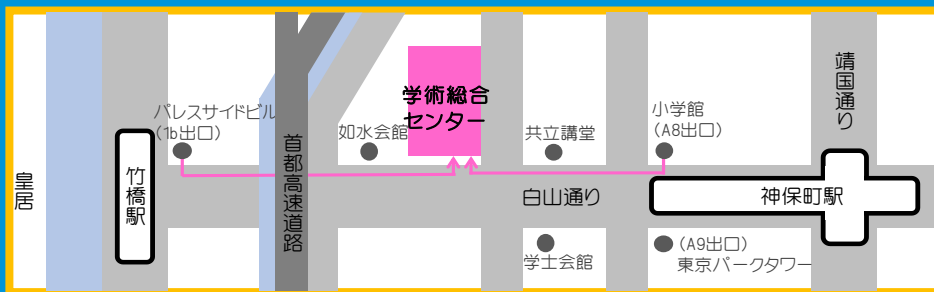 皇居
竹橋駅
パレスサイドビル
(1b出口)
首都高速道路
如水会館
学術総合
センター
共立講堂
小学館
(A8出口)
靖国通り
白山通り
神保町駅
学士会館
(A9出口)
東京パークタワー